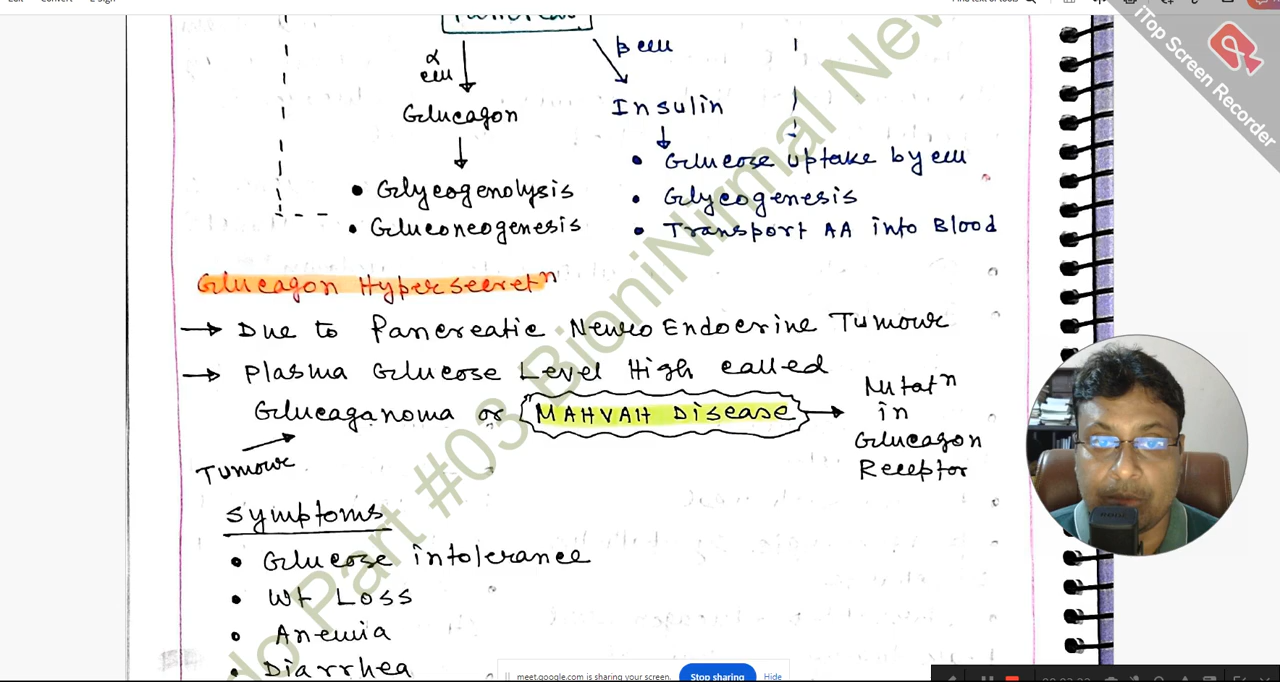 α
cell
β cell
Glucagon
Insulin
• Glycogenolysis
• Gluconeogenesis
• Glucose uptake by cell
• Glycogenesis
• Transport AA into Blood
Glucagon Hypersecretⁿ
→ Due to Pancreatic Neuro Endocrine Tumour
→ Plasma Glucose Level High called
Glucaganoma or MAHVAH Disease →
Mutatⁿ
in
Glucagon
Receptor
Tumour
Symptoms
• Glucose intolerance
• Wt Loss
• Anemia
• Diarrhea
Part #03 BioniNirmal
iTop Screen Recorder
meet.google.com is sharing your screen.
Stop sharing
Hide